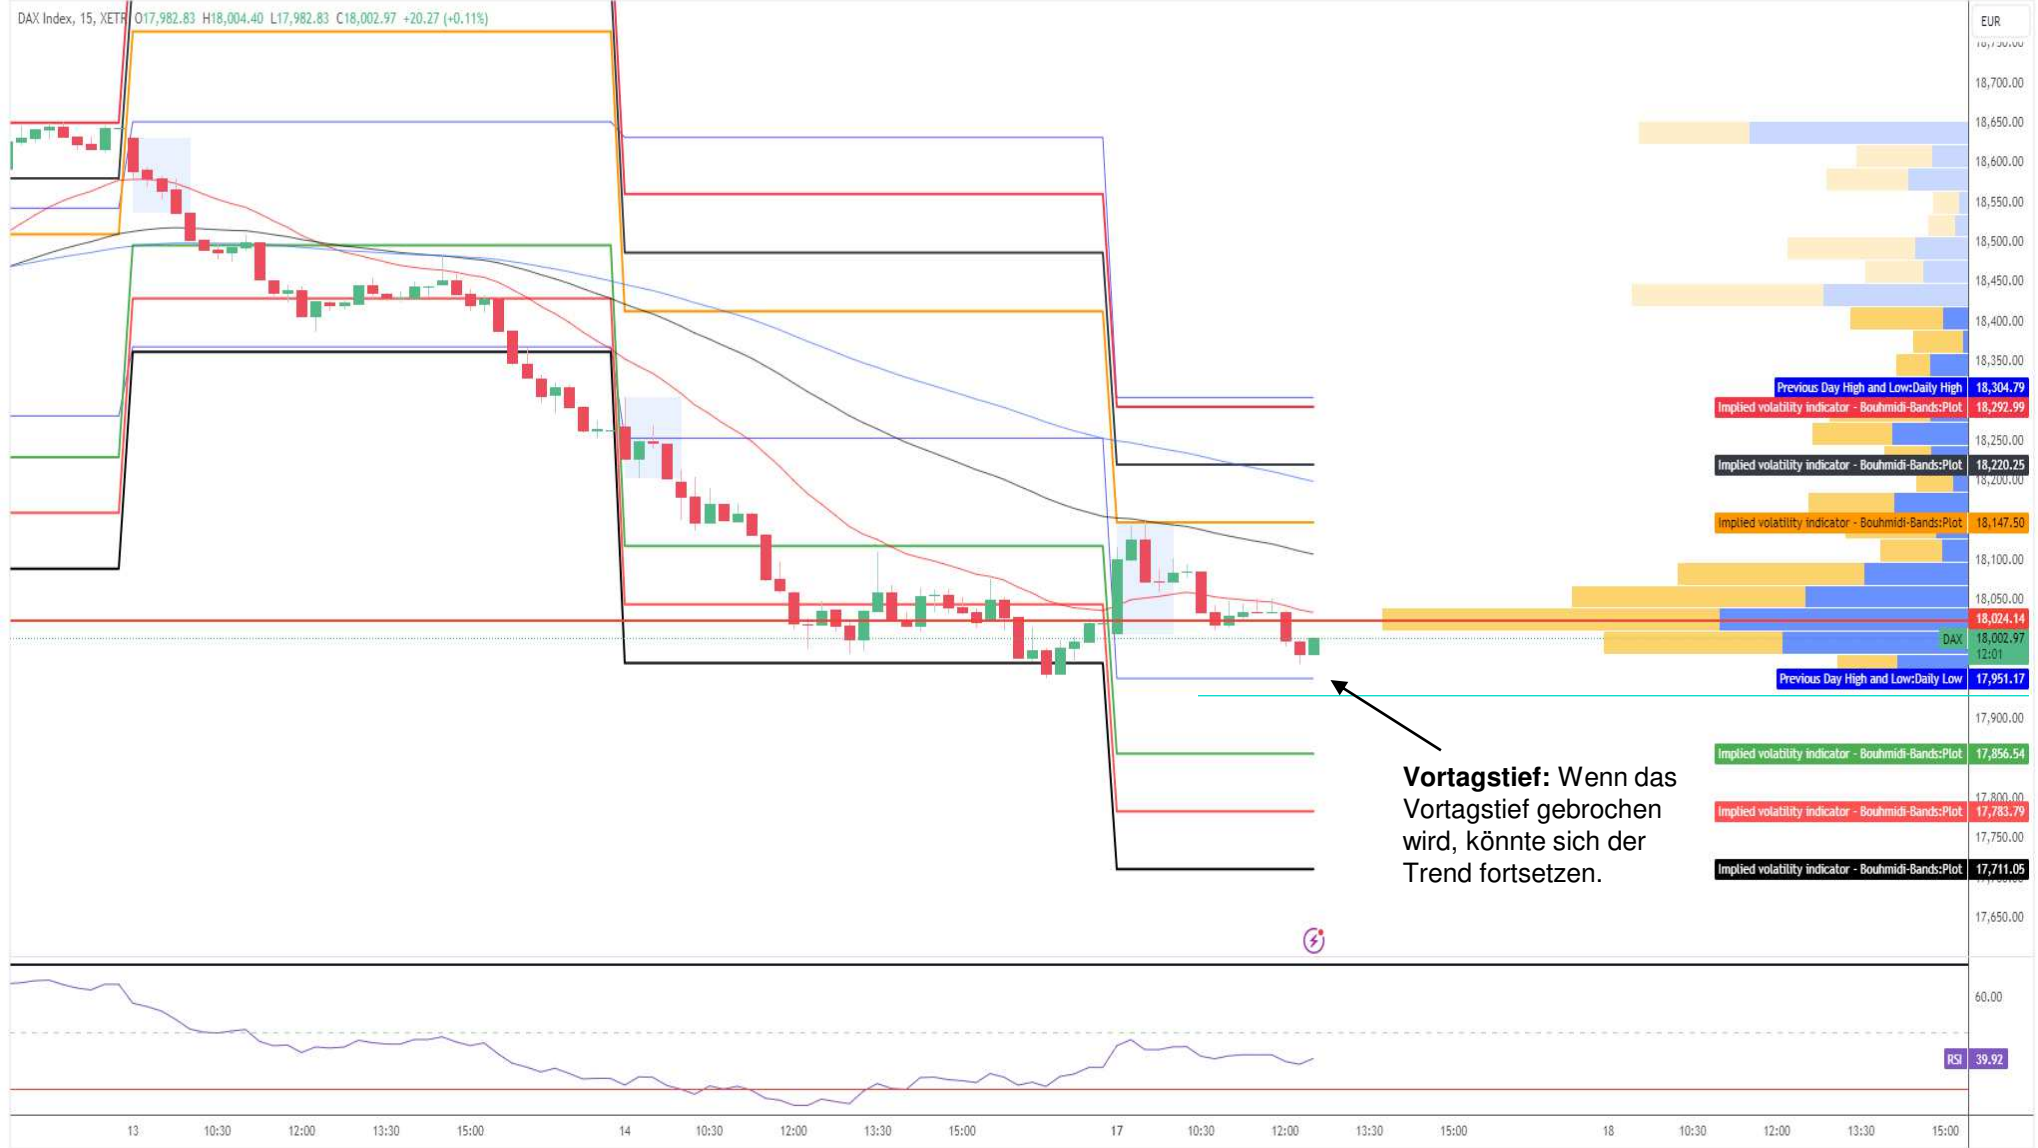 DAX Index, 15, XETR O17,982.83 H18,004.40 L17,982.83 C18,002.97 +20.27 (+0.11%)
EUR
18,750.00
18,700.00
18,650.00
18,600.00
18,550.00
18,500.00
18,450.00
18,400.00
18,350.00
Previous Day High and Low:Daily High 18,304.79
Implied volatility indicator - Bouhmidi-Bands:Plot 18,292.99
18,250.00
Implied volatility indicator - Bouhmidi-Bands:Plot 18,220.25
18,200.00
Implied volatility indicator - Bouhmidi-Bands:Plot 18,147.50
18,100.00
18,050.00
18,024.14
DAX 18,002.97
12:01
Previous Day High and Low:Daily Low 17,951.17
17,900.00
Implied volatility indicator - Bouhmidi-Bands:Plot 17,856.54
Vortagstief: Wenn das
Vortagstief gebrochen
wird, könnte sich der
Trend fortsetzen.
17,800.00
Implied volatility indicator - Bouhmidi-Bands:Plot 17,783.79
17,750.00
Implied volatility indicator - Bouhmidi-Bands:Plot 17,711.05
17,650.00
60.00
RSI 39.92
13 10:30 12:00 13:30 15:00 14 10:30 12:00 13:30 15:00 17 10:30 12:00 13:30 15:00 18 10:30 12:00 13:30 15:00